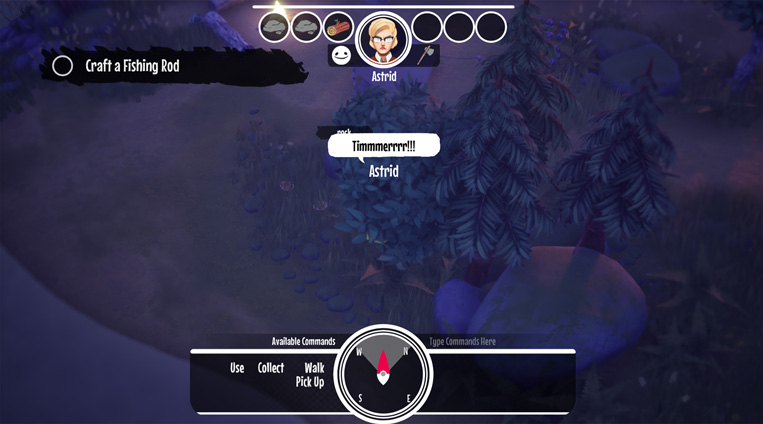 Astrid
Craft a Fishing Rod
rock
Timmmerrrr!!!
Astrid
Available Commands
Type Commands Here
Use Collect Walk
Pick Up
W N
S E